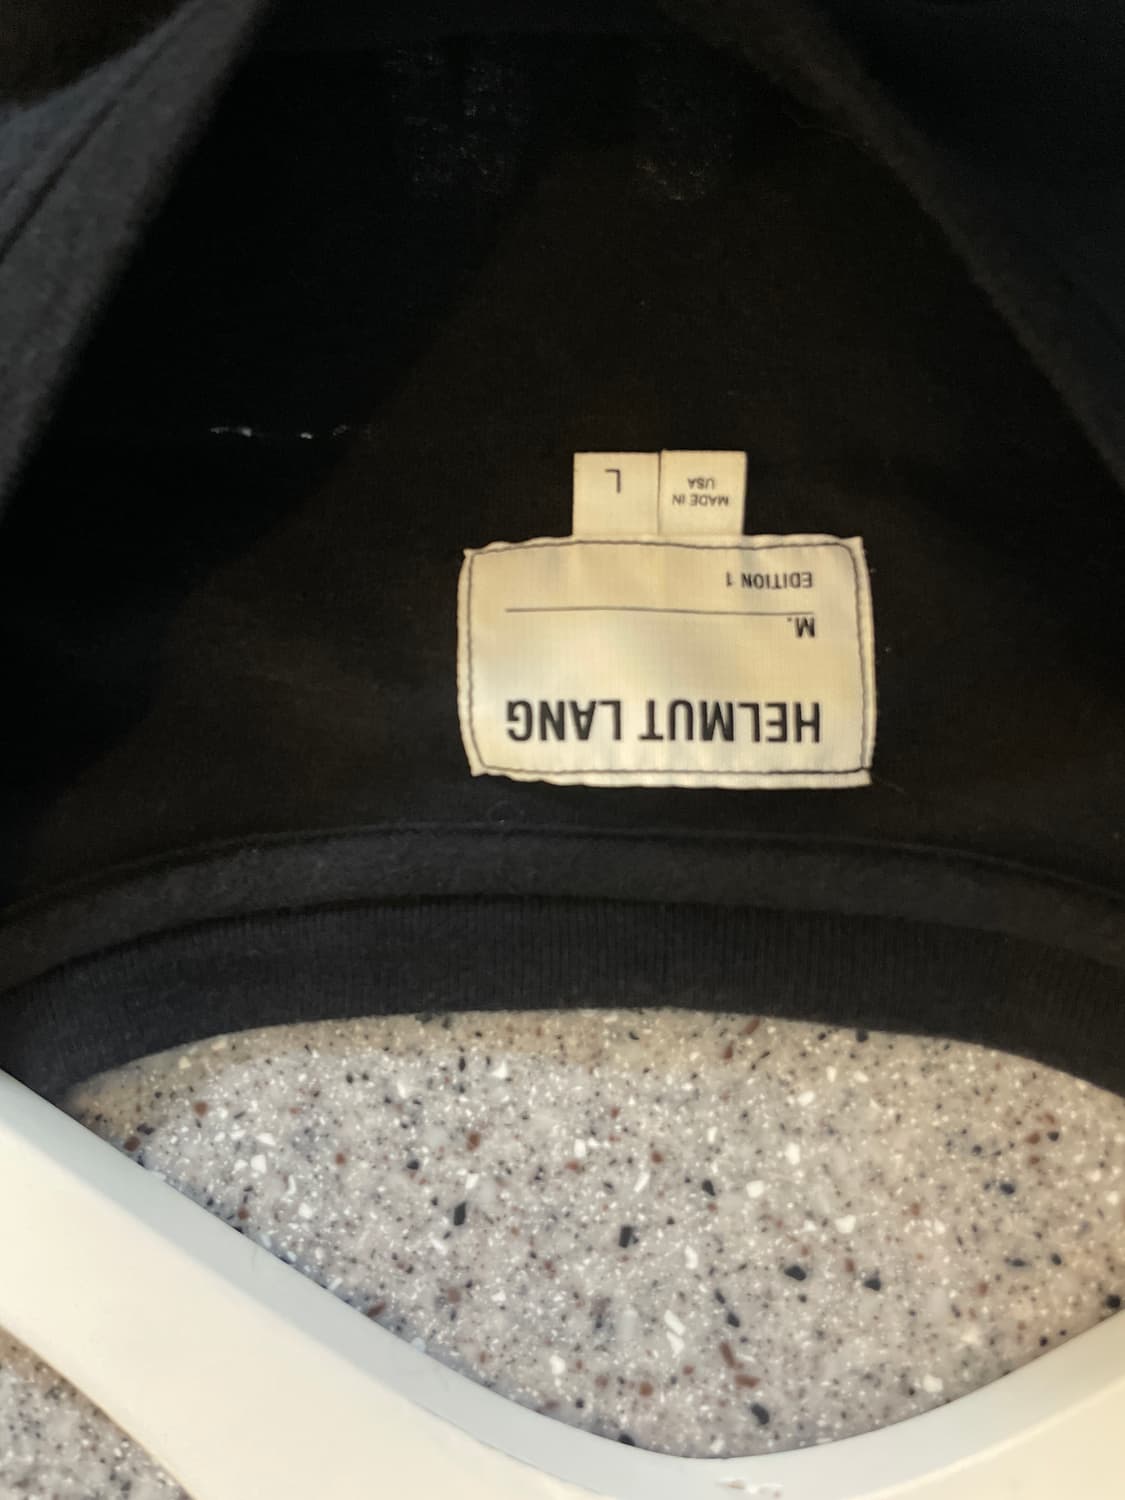 HELMUT LANG
M.
EDITION 1
MADE IN
USA
L